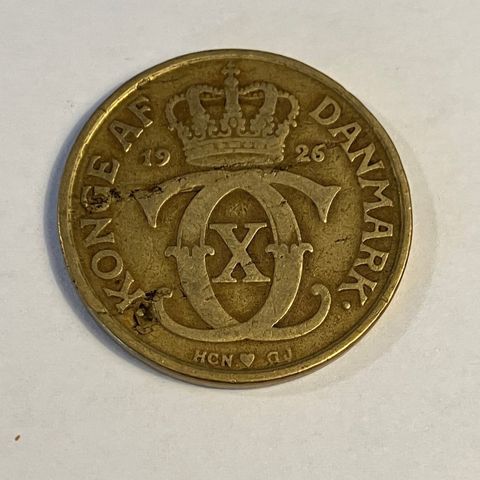 KONGE AF DANMARK.
19 26
X
HCN ♥ GJ